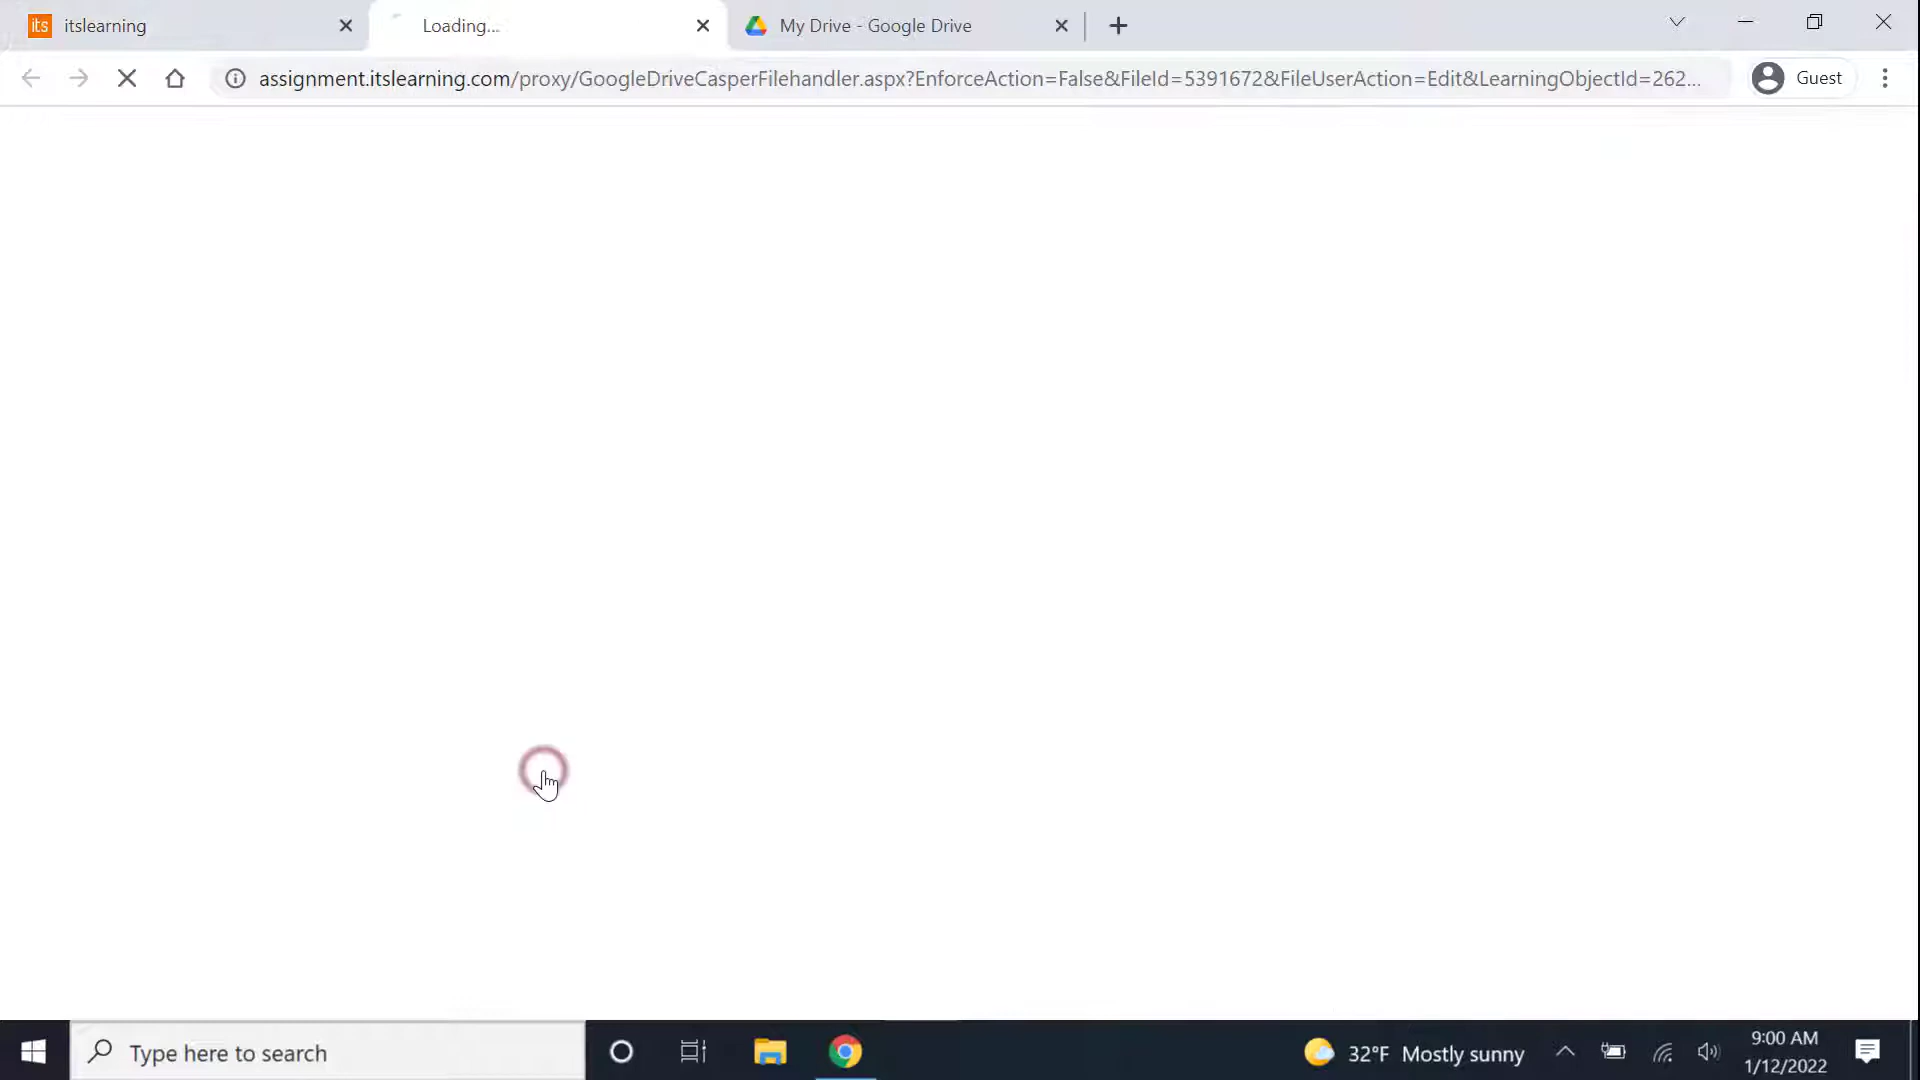 its itslearning
Loading...
My Drive - Google Drive
assignment.itslearning.com/proxy/GoogleDriveCasperFilehandler.aspx?EnforceAction=False&FileId=5391672&FileUserAction=Edit&LearningObjectId=262...
Guest
Type here to search
32°F Mostly sunny
9:00 AM
1/12/2022